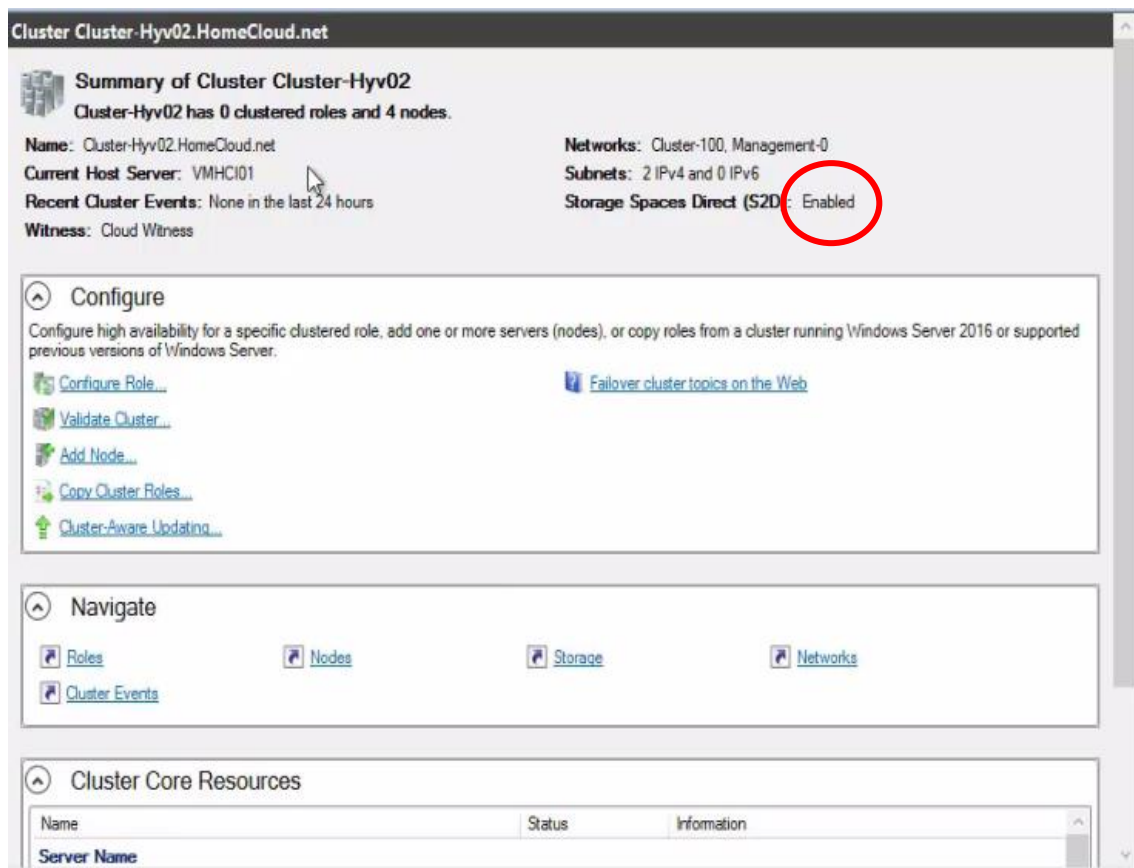 Cluster Cluster-Hyv02.HomeCloud.net
Summary of Cluster Cluster-Hyv02
Cluster-Hyv02 has 0 clustered roles and 4 nodes.
Name: Cluster-Hyv02.HomeCloud.net
Networks: Cluster-100, Management-0
Current Host Server: VMHCI01
Subnets: 2 IPv4 and 0 IPv6
Recent Cluster Events: None in the last 24 hours
Storage Spaces Direct (S2D): Enabled
Witness: Cloud Witness
Configure
Configure high availability for a specific clustered role, add one or more servers (nodes), or copy roles from a cluster running Windows Server 2016 or supported
previous versions of Windows Server.
Configure Role...
Failover cluster topics on the Web
Validate Cluster...
Add Node...
Copy Cluster Roles...
Cluster-Aware Updating...
Navigate
Roles
Nodes
Storage
Networks
Cluster Events
Cluster Core Resources
Name Status Information
Server Name